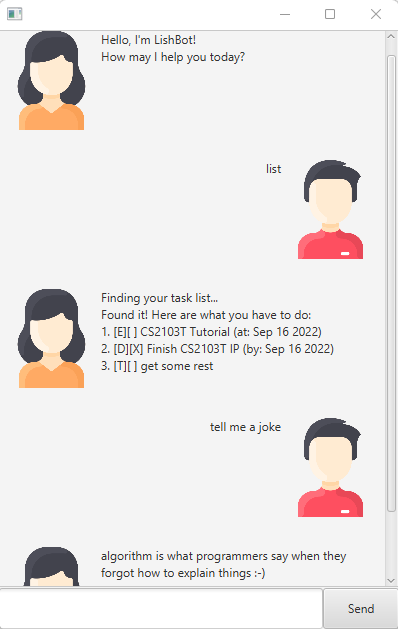 Hello, I'm LishBot!
How may I help you today?
list
Finding your task list...
Found it! Here are what you have to do:
1. [E][ ] CS2103T Tutorial (at: Sep 16 2022)
2. [D][X] Finish CS2103T IP (by: Sep 16 2022)
3. [T][ ] get some rest
tell me a joke
algorithm is what programmers say when they
forgot how to explain things :-)
Send